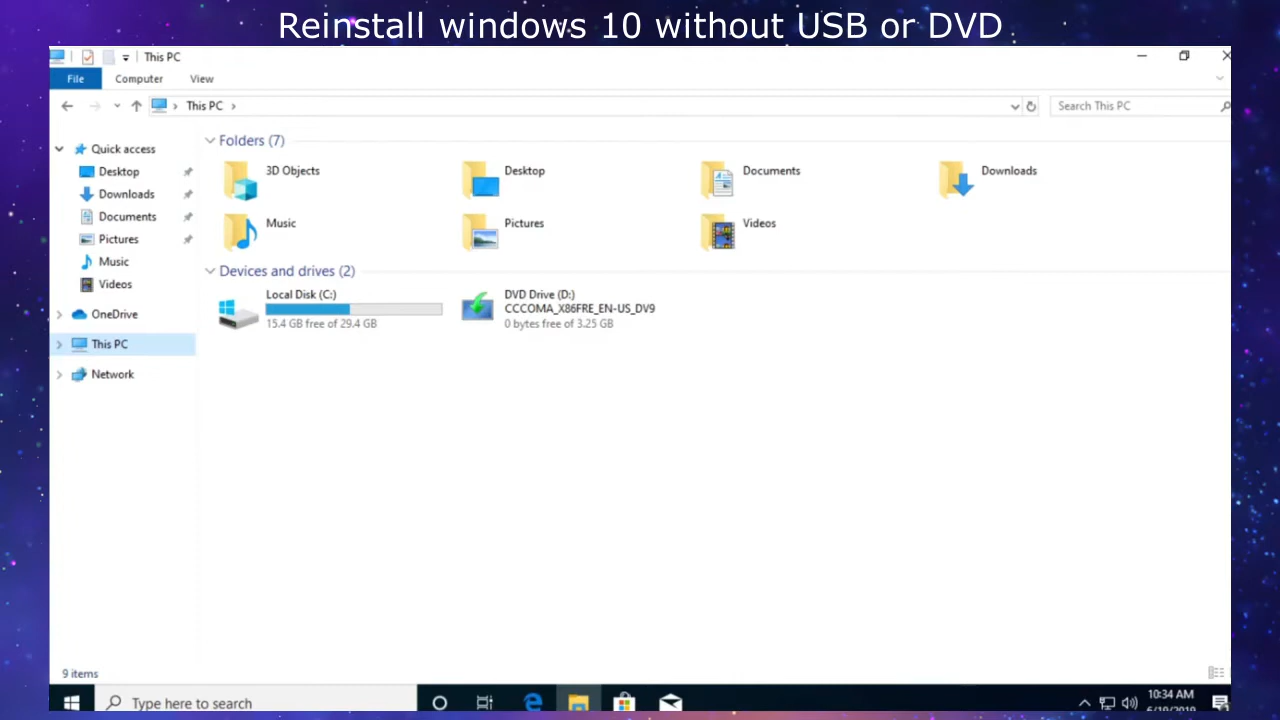 Reinstall windows 10 without USB or DVD
This PC
File Computer View
This PC
Search This PC
Quick access
Desktop
Downloads
Documents
Pictures
Music
Videos
OneDrive
This PC
Network
Folders (7)
3D Objects
Desktop
Documents
Downloads
Music
Pictures
Videos
Devices and drives (2)
Local Disk (C:)
15.4 GB free of 29.4 GB
DVD Drive (D:)
CCCOMA_X86FRE_EN-US_DV9
0 bytes free of 3.25 GB
9 items
Type here to search
10:34 AM
6/19/2019